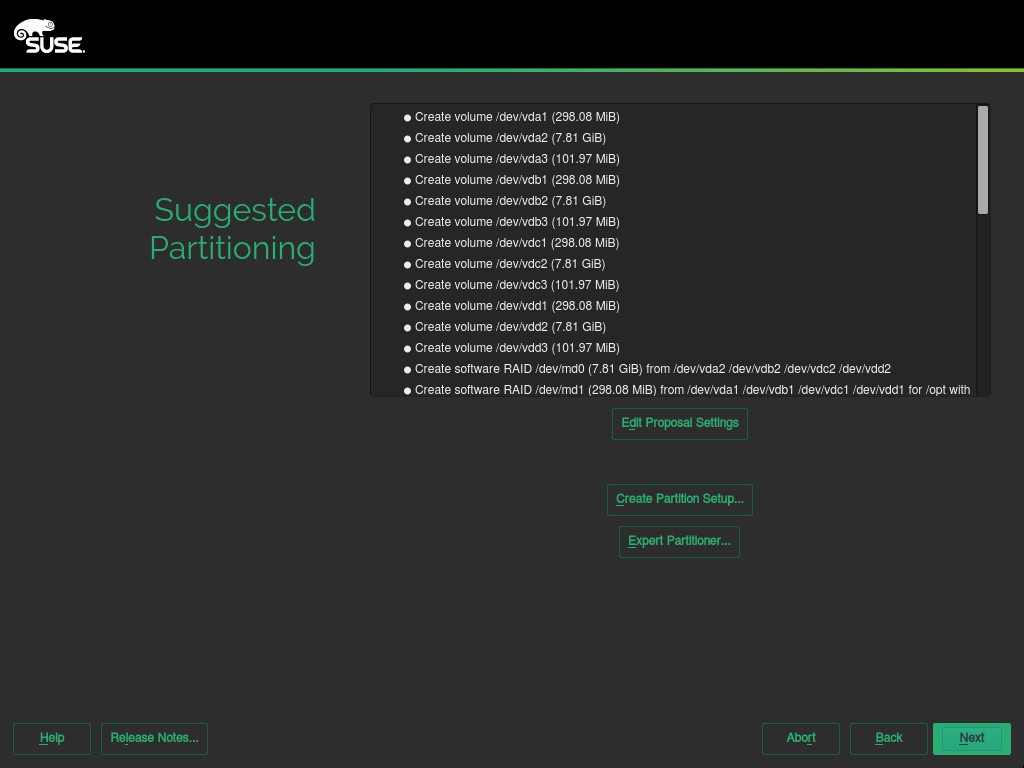 SUSE.
Suggested
Partitioning
Create volume /dev/vda1 (298.08 MiB)
Create volume /dev/vda2 (7.81 GiB)
Create volume /dev/vda3 (101.97 MiB)
Create volume /dev/vdb1 (298.08 MiB)
Create volume /dev/vdb2 (7.81 GiB)
Create volume /dev/vdb3 (101.97 MiB)
Create volume /dev/vdc1 (298.08 MiB)
Create volume /dev/vdc2 (7.81 GiB)
Create volume /dev/vdc3 (101.97 MiB)
Create volume /dev/vdd1 (298.08 MiB)
Create volume /dev/vdd2 (7.81 GiB)
Create volume /dev/vdd3 (101.97 MiB)
Create software RAID /dev/md0 (7.81 GiB) from /dev/vda2 /dev/vdb2 /dev/vdc2 /dev/vdd2
Create software RAID /dev/md1 (298.08 MiB) from /dev/vda1 /dev/vdb1 /dev/vdc1 /dev/vdd1 for /opt with
Edit Proposal Settings
Create Partition Setup...
Expert Partitioner...
Help
Release Notes...
Abort
Back
Next